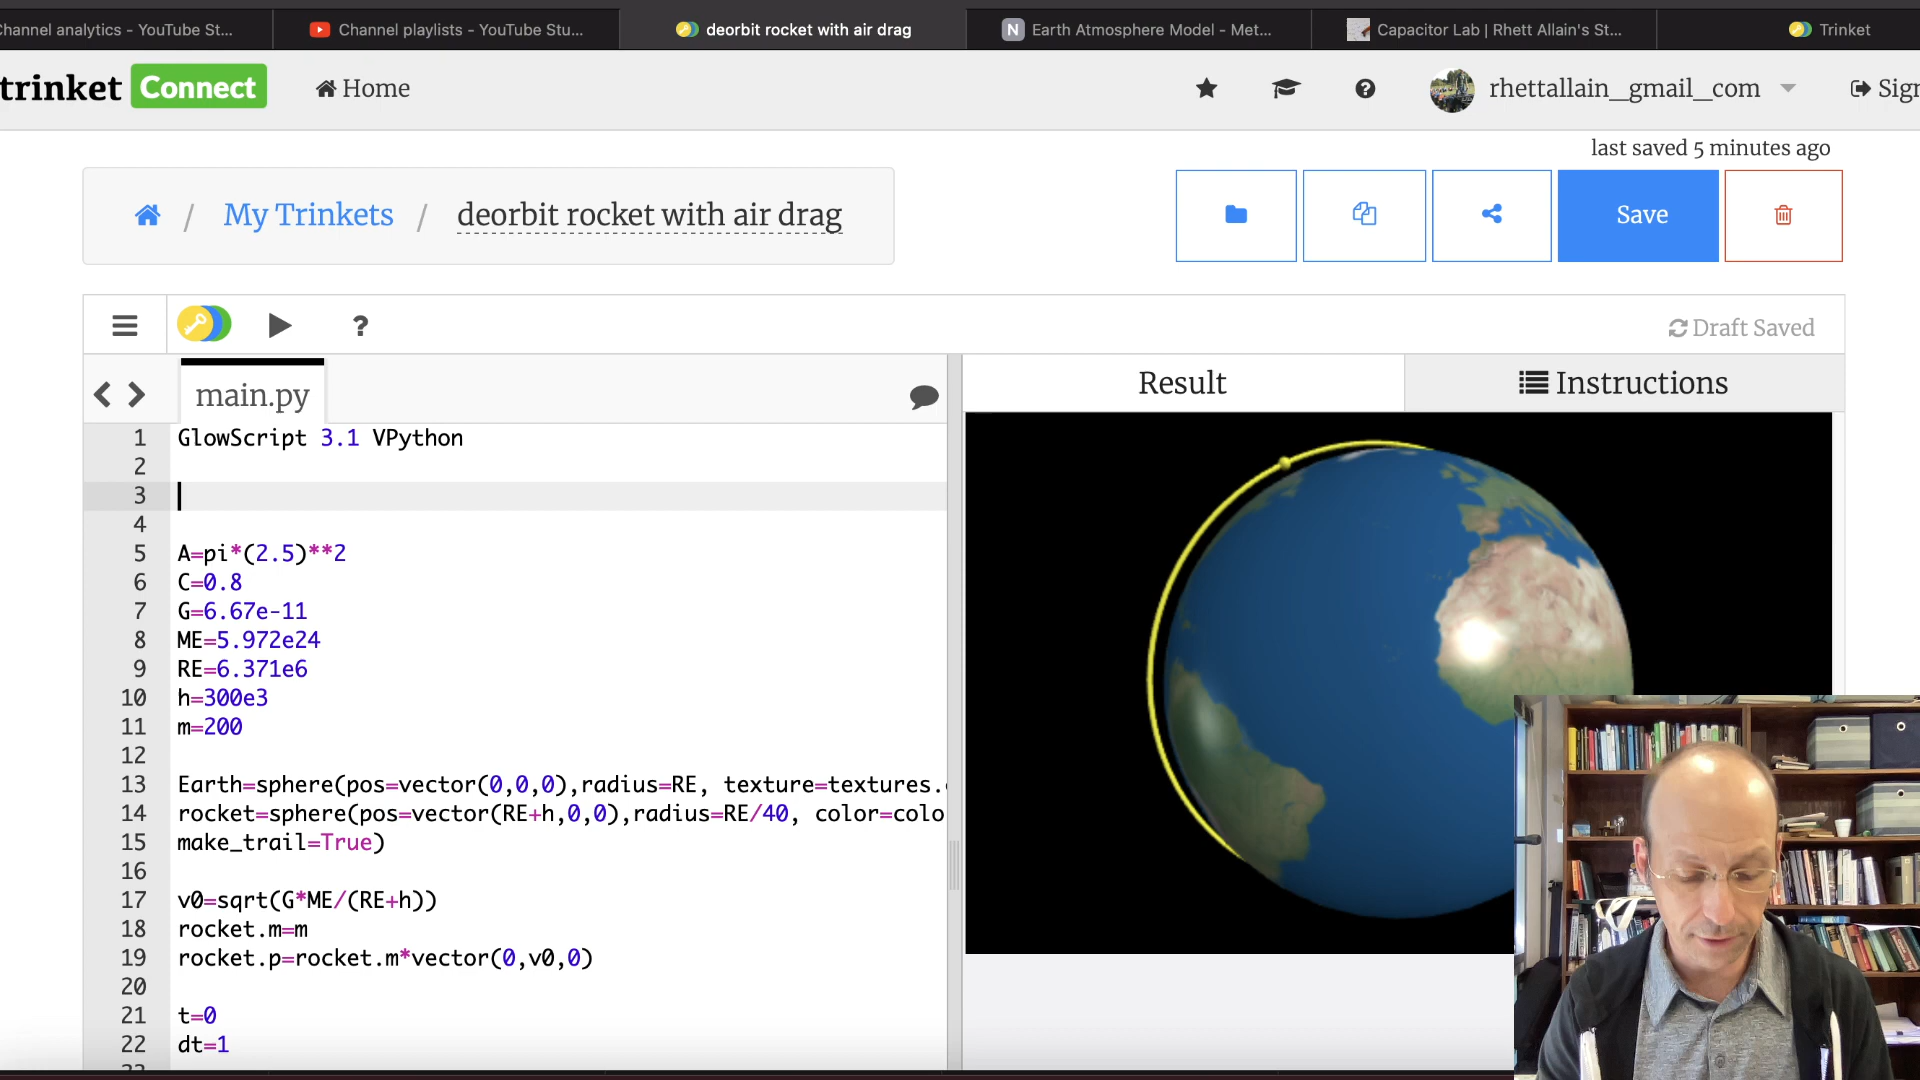 hannel analytics - YouTube St...
Channel playlists - YouTube Stu...
deorbit rocket with air drag
N Earth Atmosphere Model - Met...
Capacitor Lab | Rhett Allain's St...
Trinket
trinket Connect
Home
rhettallain_gmail_com
Sign
last saved 5 minutes ago
/ My Trinkets / deorbit rocket with air drag
Save
?
Draft Saved
main.py
Result
Instructions
1 GlowScript 3.1 VPython
2
3
4
5 A=pi*(2.5)**2
6 C=0.8
7 G=6.67e-11
8 ME=5.972e24
9 RE=6.371e6
10 h=300e3
11 m=200
12
13 Earth=sphere(pos=vector(0,0,0),radius=RE, texture=textures.
14 rocket=sphere(pos=vector(RE+h,0,0),radius=RE/40, color=colo
15 make_trail=True)
16
17 v0=sqrt(G*ME/(RE+h))
18 rocket.m=m
19 rocket.p=rocket.m*vector(0,v0,0)
20
21 t=0
22 dt=1